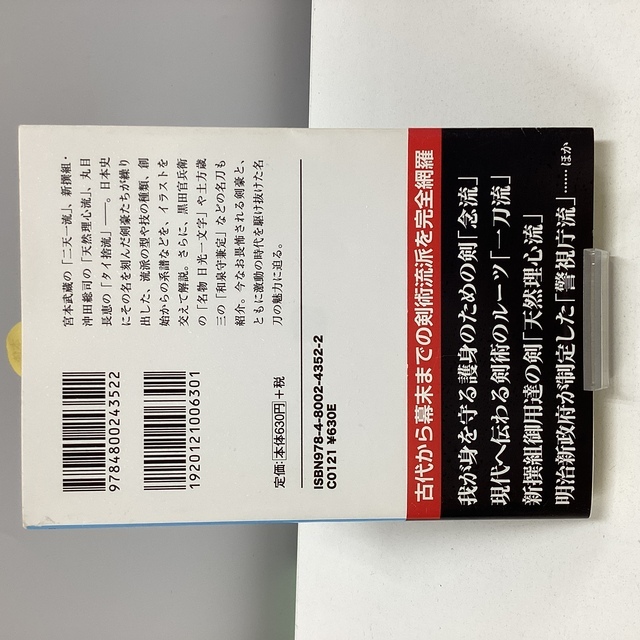 宮本武蔵の「二天一流」、新撰組・
沖田総司の「天然理心流」、丸目
長恵の「タイ捨流」――。日本史
にその名を刻んだ剣豪たちが繰り
出した、流派の型や技の種類、創
始からの系譜などを、イラストを
交えて解説。さらに、黒田官兵衛
の「名物 日光一文字」や土方歳
三の「和泉守兼定」などの名刀も
紹介。今なお畏怖される剣豪と、
ともに激動の時代を駆け抜けた名
刀の魅力に迫る。
9784800243522
1920121006301
定価:本体630円+税
ISBN978-4-8002-4352-2
C0121 ¥630E
古代から幕末までの剣術流派を完全網羅
我が身を守る護身のための剣「念流」
現代へ伝わる剣術のルーツ「一刀流」
新撰組御用達の剣「天然理心流」
明治新政府が制定した「警視庁流」……ほか